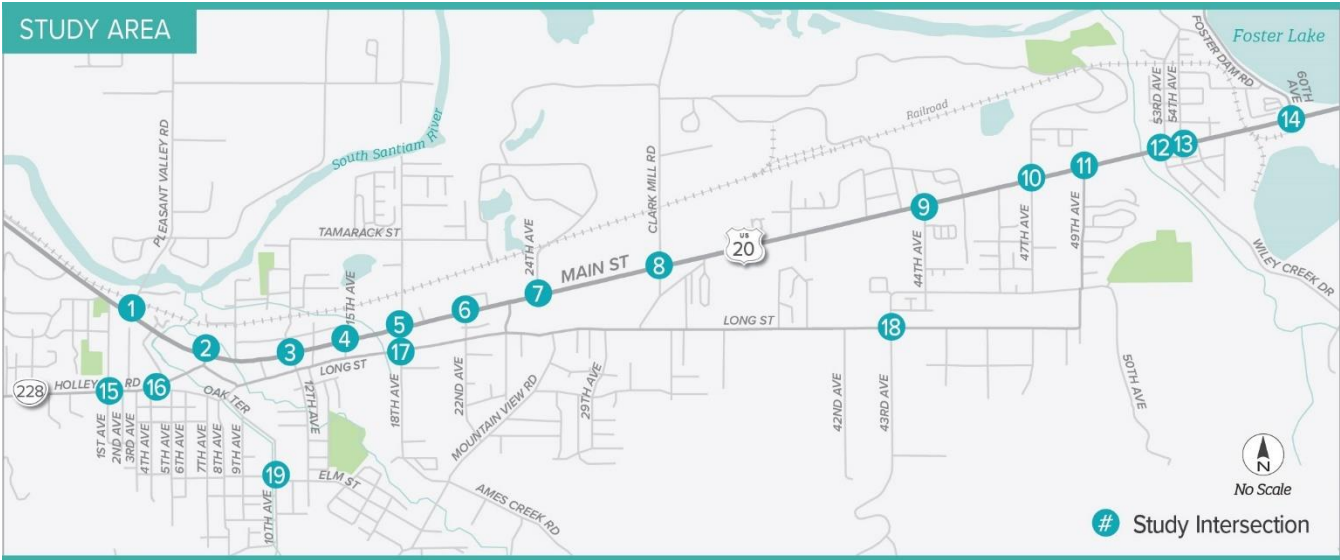 STUDY AREA
Foster Lake
FOSTER DAM RD
60TH AVE
53RD AVE
54TH AVE
14
13
12
11
10
9
8
7
6
5
4
3
2
1
Railroad
South Santiam River
PLEASANT VALLEY RD
CLARK MILL RD
TAMARACK ST
24TH AVE
MAIN ST
US
20
15TH AVE
44TH AVE
47TH AVE
49TH AVE
WILEY CREEK DR
LONG ST
18
17
LONG ST
228
HOLLEY RD
15
16
OAK TER
12TH AVE
18TH AVE
22ND AVE
MOUNTAIN VIEW RD
29TH AVE
42ND AVE
43RD AVE
50TH AVE
1ST AVE
2ND AVE
3RD AVE
4TH AVE
5TH AVE
6TH AVE
7TH AVE
8TH AVE
9TH AVE
19
10TH AVE
ELM ST
AMES CREEK RD
N
No Scale
# Study Intersection